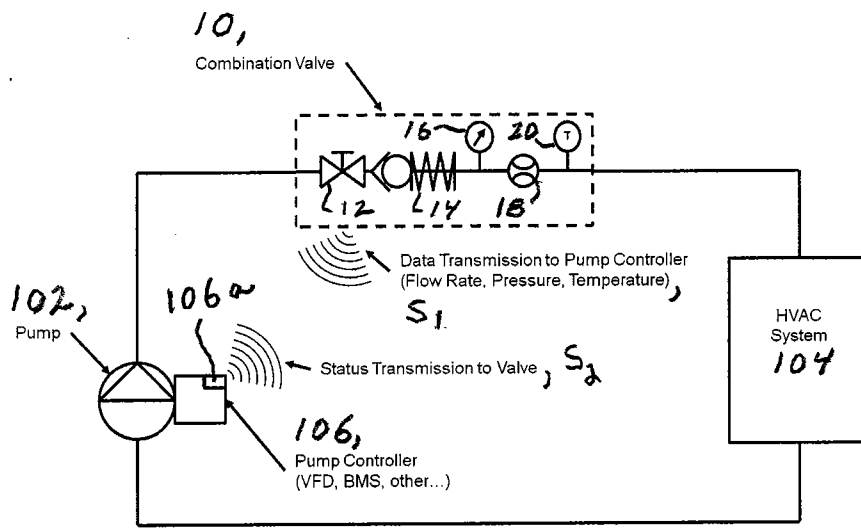 10,
Combination Valve
16
20
T
12
14
18
Data Transmission to Pump Controller
(Flow Rate, Pressure, Temperature),
S1
102,
Pump
106a
Status Transmission to Valve, S2
HVAC
System
104
106,
Pump Controller
(VFD, BMS, other...)